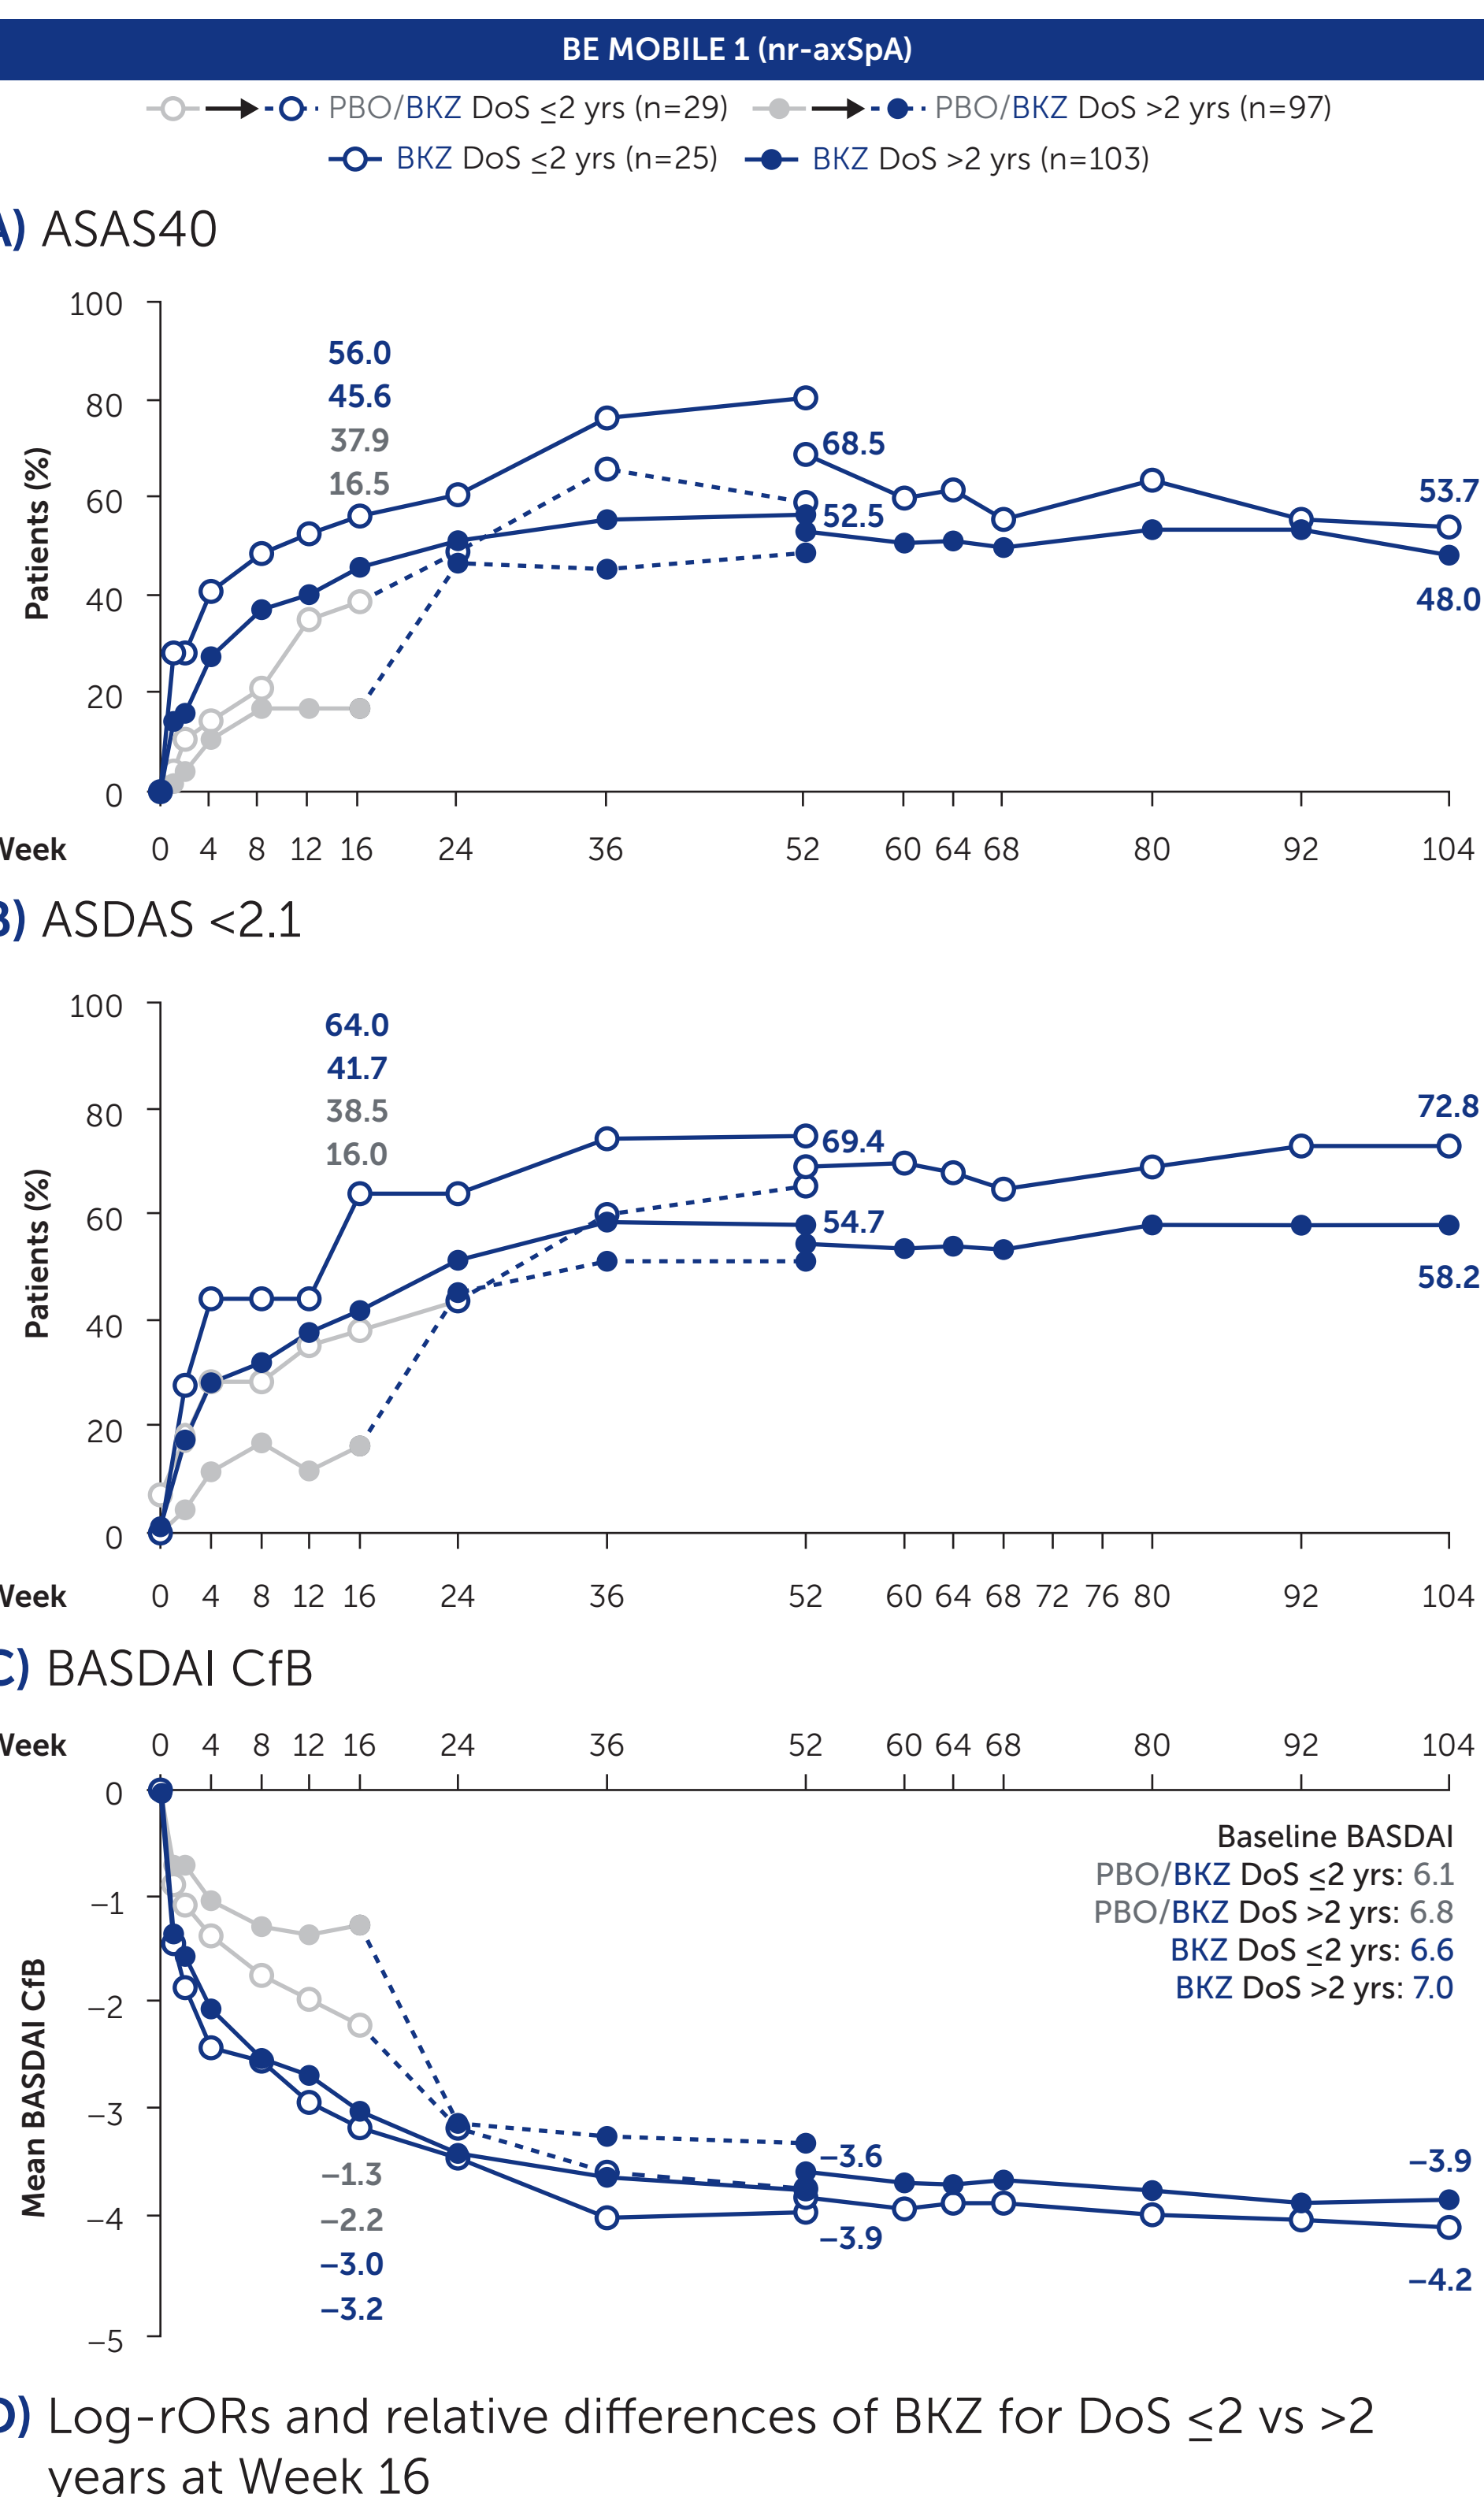 BE MOBILE 1 (nr-axSpA)
PBO/BKZ DoS ≤2 yrs (n=29) PBO/BKZ DoS >2 yrs (n=97)
BKZ DoS ≤2 yrs (n=25) BKZ DoS >2 yrs (n=103)
A) ASAS40
Patients (%)
100
80
60
40
20
0
56.0
45.6
37.9
16.5
68.5
52.5
53.7
48.0
Week 0 4 8 12 16 24 36 52 60 64 68 80 92 104
B) ASDAS <2.1
Patients (%)
100
80
60
40
20
0
64.0
41.7
38.5
16.0
69.4
54.7
72.8
58.2
Week 0 4 8 12 16 24 36 52 60 64 68 72 76 80 92 104
C) BASDAI CfB
Week 0 4 8 12 16 24 36 52 60 64 68 80 92 104
Mean BASDAI CfB
0
−1
−2
−3
−4
−5
Baseline BASDAI
PBO/BKZ DoS ≤2 yrs: 6.1
PBO/BKZ DoS >2 yrs: 6.8
BKZ DoS ≤2 yrs: 6.6
BKZ DoS >2 yrs: 7.0
−1.3
−2.2
−3.0
−3.2
−3.6
−3.9
−3.9
−4.2
D) Log-rORs and relative differences of BKZ for DoS ≤2 vs >2
years at Week 16